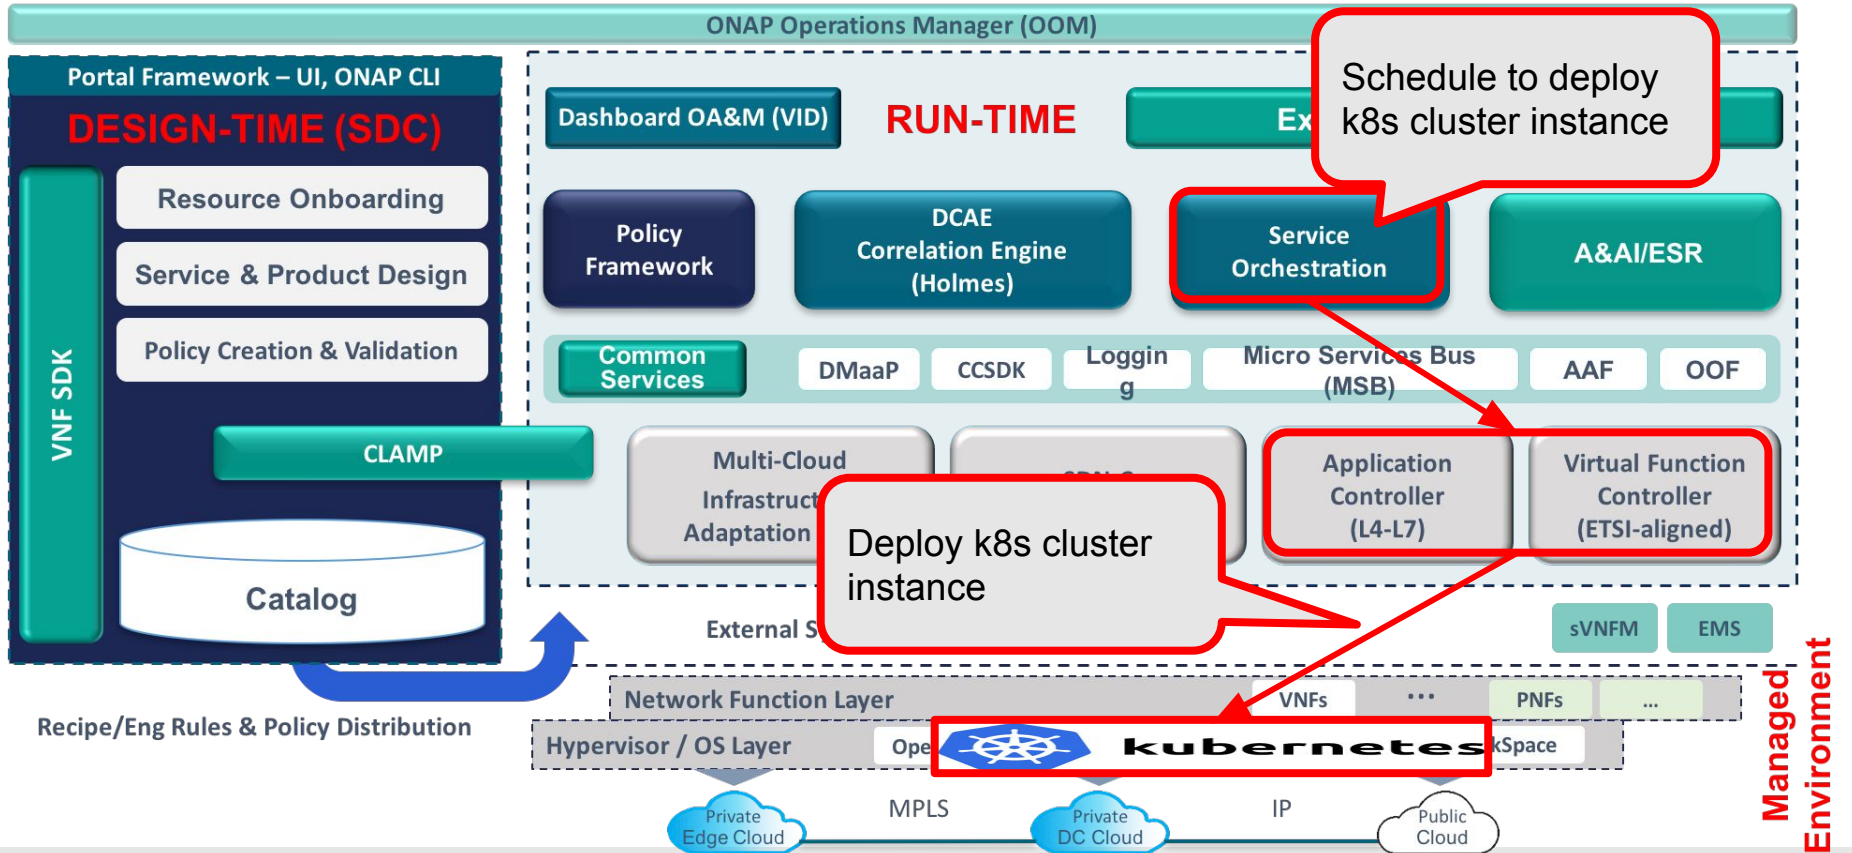 ONAP Operations Manager (OOM)
Portal Framework – UI, ONAP CLI
DESIGN-TIME (SDC)
VNF SDK
Resource Onboarding
Service & Product Design
Policy Creation & Validation
CLAMP
Catalog
Recipe/Eng Rules & Policy Distribution
Dashboard OA&M (VID)
RUN-TIME
Ex
Schedule to deploy
k8s cluster instance
Policy
Framework
DCAE
Correlation Engine
(Holmes)
Service
Orchestration
A&AI/ESR
Common
Services
DMaaP
CCSDK
Loggin
g
Micro Services Bus
(MSB)
AAF
OOF
Multi-Cloud
Infrastruct
Adaptation
Application
Controller
(L4-L7)
Virtual Function
Controller
(ETSI-aligned)
Deploy k8s cluster
instance
External S
sVNFM
EMS
Network Function Layer
VNFs
...
PNFs
...
Hypervisor / OS Layer
Ope
kubernetes
kSpace
Private
Edge Cloud
MPLS
Private
DC Cloud
IP
Public
Cloud
Managed
Environment